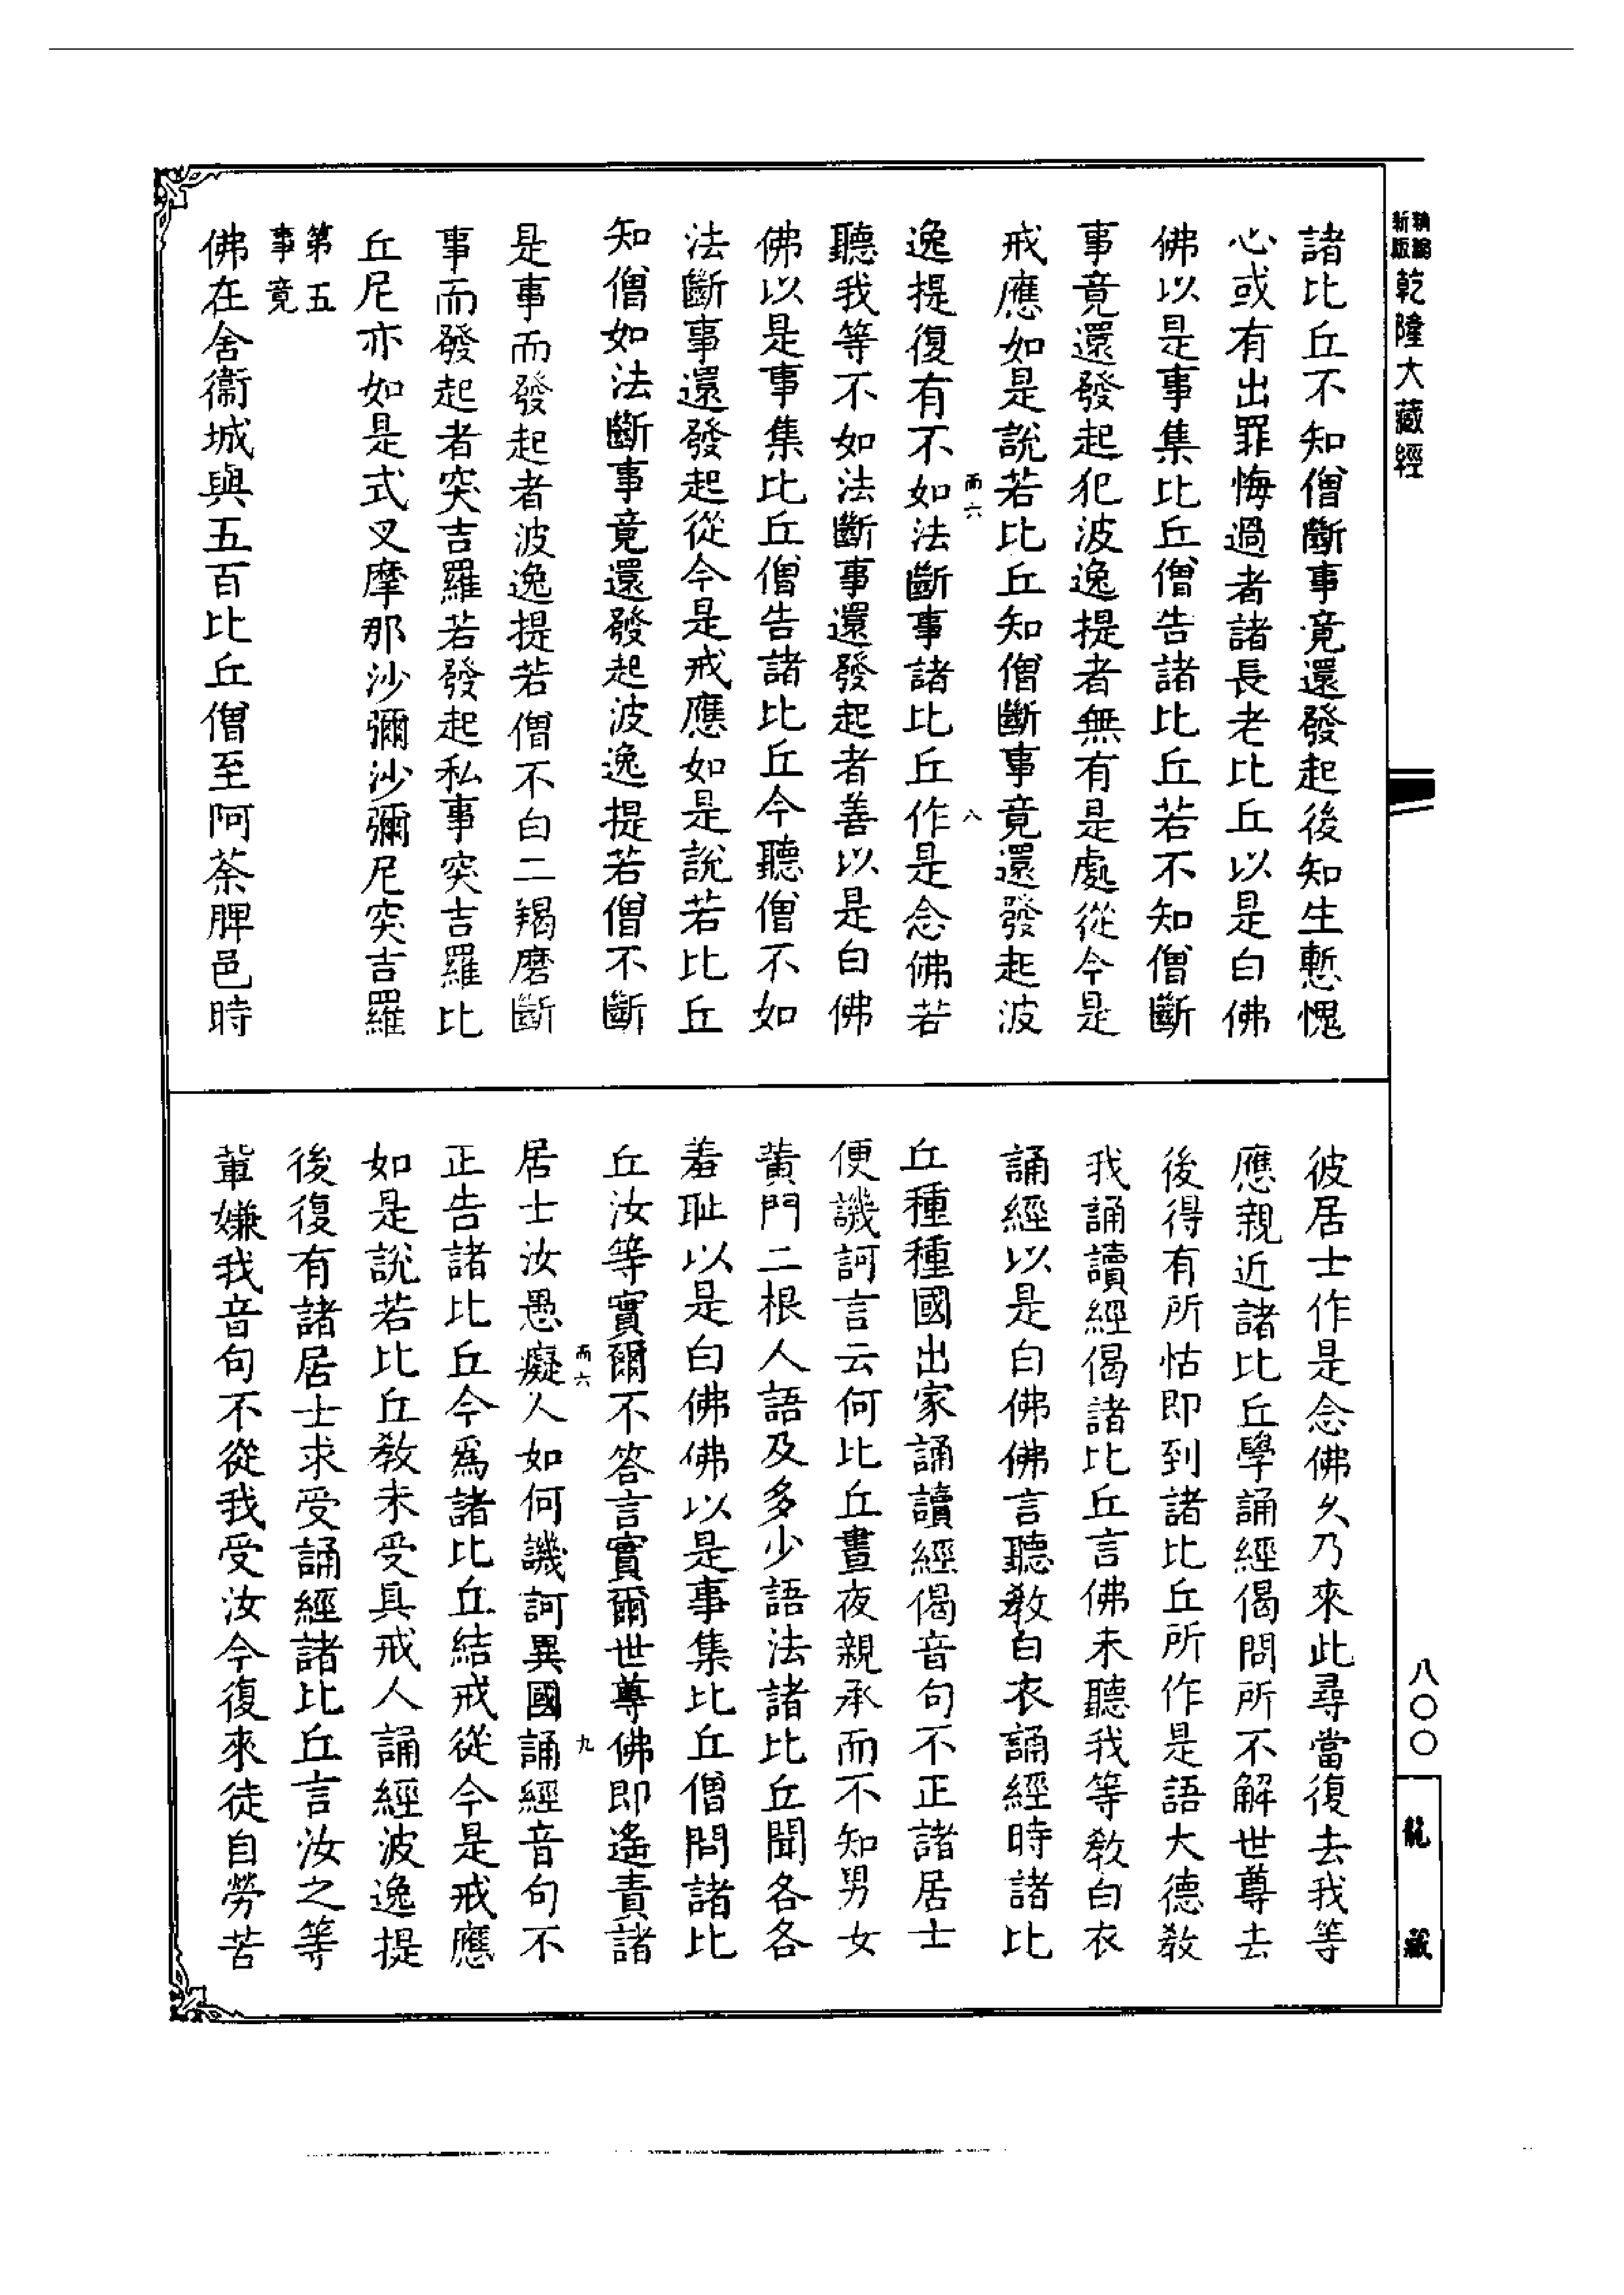 新編
新版
乾隆大藏經
諸比丘不知僧斷事竟還發起後知生慙愧
心或有出罪悔過者諸長老比丘以是白佛
佛以是事集比丘僧告諸比丘若不知僧斷
事竟還發起犯波逸提者無有是處從今是
戒應如是說若比丘知僧斷事竟還發起波
而六
八
逸提復有不如法斷事諸比丘作是念佛若
聽我等不如法斷事還發起者善以是白佛
佛以是事集比丘僧告諸比丘今聽僧不如
法斷事還發起從今是戒應如是說若比丘
知僧如法斷事竟還發起波逸提若僧不斷
是事而發起者波逸提若僧不白二羯磨斷
事而發起者突吉羅若發起私事突吉羅比
丘尼亦如是式叉摩那沙彌沙彌尼突吉羅
第五
事竟
佛在舍衞城與五百比丘僧至阿荼脾邑時
彼居士作是念佛乆乃來此尋當復去我等
應親近諸比丘學誦經偈問所不解世尊去
後得有所怙即到諸比丘所作是語大德教
我誦讀經偈諸比丘言佛未聽我等教白衣
誦經以是白佛佛言聽教白衣誦經時諸比
丘種種國出家誦讀經偈音句不正諸居士
便譏訶言云何比丘晝夜親承而不知男女
黃門二根人語及多少語法諸比丘聞各各
羞耻以是白佛佛以是事集比丘僧問諸比
丘汝等實爾不答言實爾世尊佛即遙責諸
而六
九
居士汝愚癡人如何譏訶異國誦經音句不
正告諸比丘今爲諸比丘結戒從今是戒應
如是說若比丘教未受具戒人誦經波逸提
後復有諸居士求受誦經諸比丘言汝之等
輩嫌我音句不從我受汝今復來徒自勞苦
八〇〇
龍藏